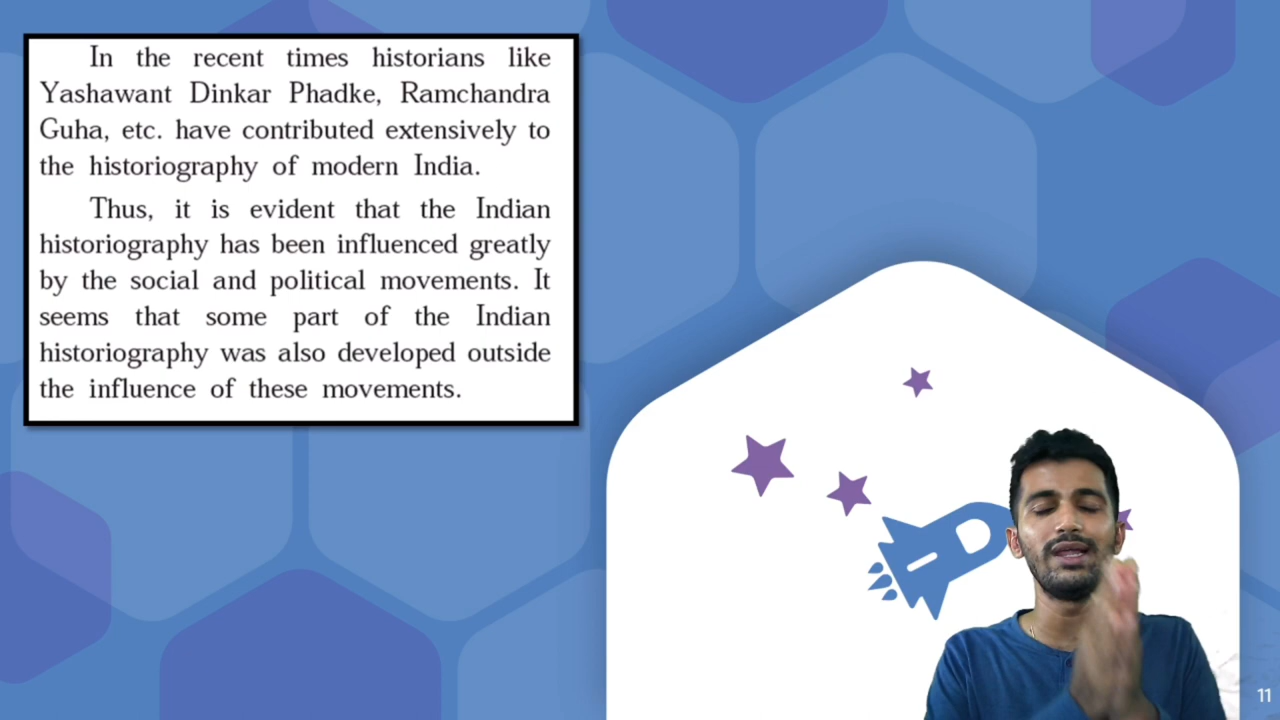 In the recent times historians like
Yashawant Dinkar Phadke, Ramchandra
Guha, etc. have contributed extensively to
the historiography of modern India.
Thus, it is evident that the Indian
historiography has been influenced greatly
by the social and political movements. It
seems that some part of the Indian
historiography was also developed outside
the influence of these movements.
11